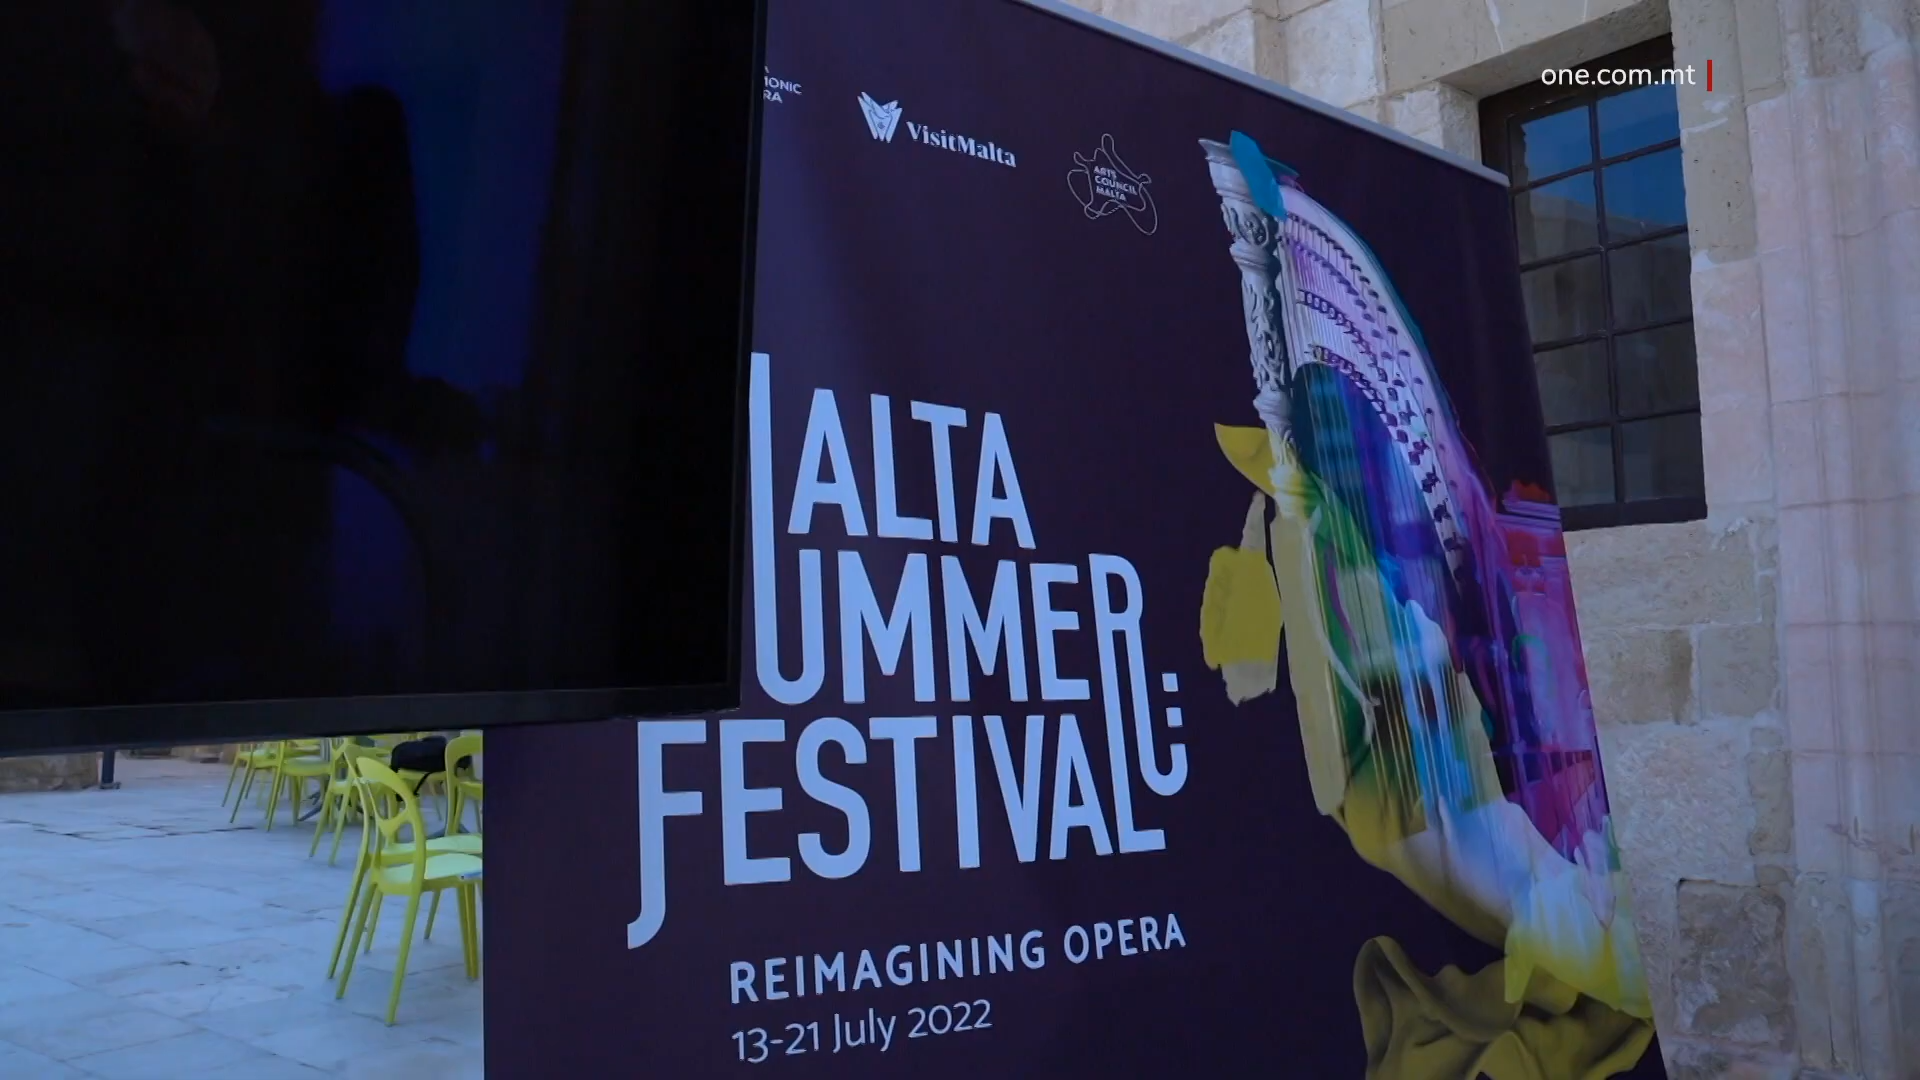 one.com.mt
VisitMalta
ARTS
COUNCIL
MALTA
ALTA
UMMER
FESTIVAL
REIMAGINING OPERA
13-21 July 2022